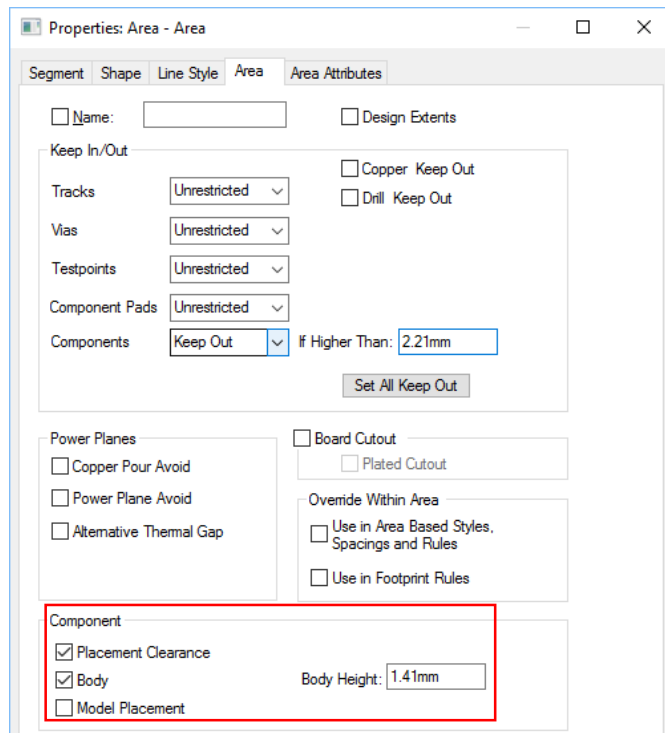 Properties: Area - Area
Segment Shape Line Style Area Area Attributes
Name: Design Extents
Keep In/Out
Copper Keep Out
Tracks Unrestricted Drill Keep Out
Vias Unrestricted
Testpoints Unrestricted
Component Pads Unrestricted
Components Keep Out If Higher Than: 2.21mm
Set All Keep Out
Power Planes Board Cutout
Copper Pour Avoid Plated Cutout
Power Plane Avoid Override Within Area
Alternative Thermal Gap Use in Area Based Styles,
Spacings and Rules
Use in Footprint Rules
Component
Placement Clearance
Body Body Height: 1.41mm
Model Placement